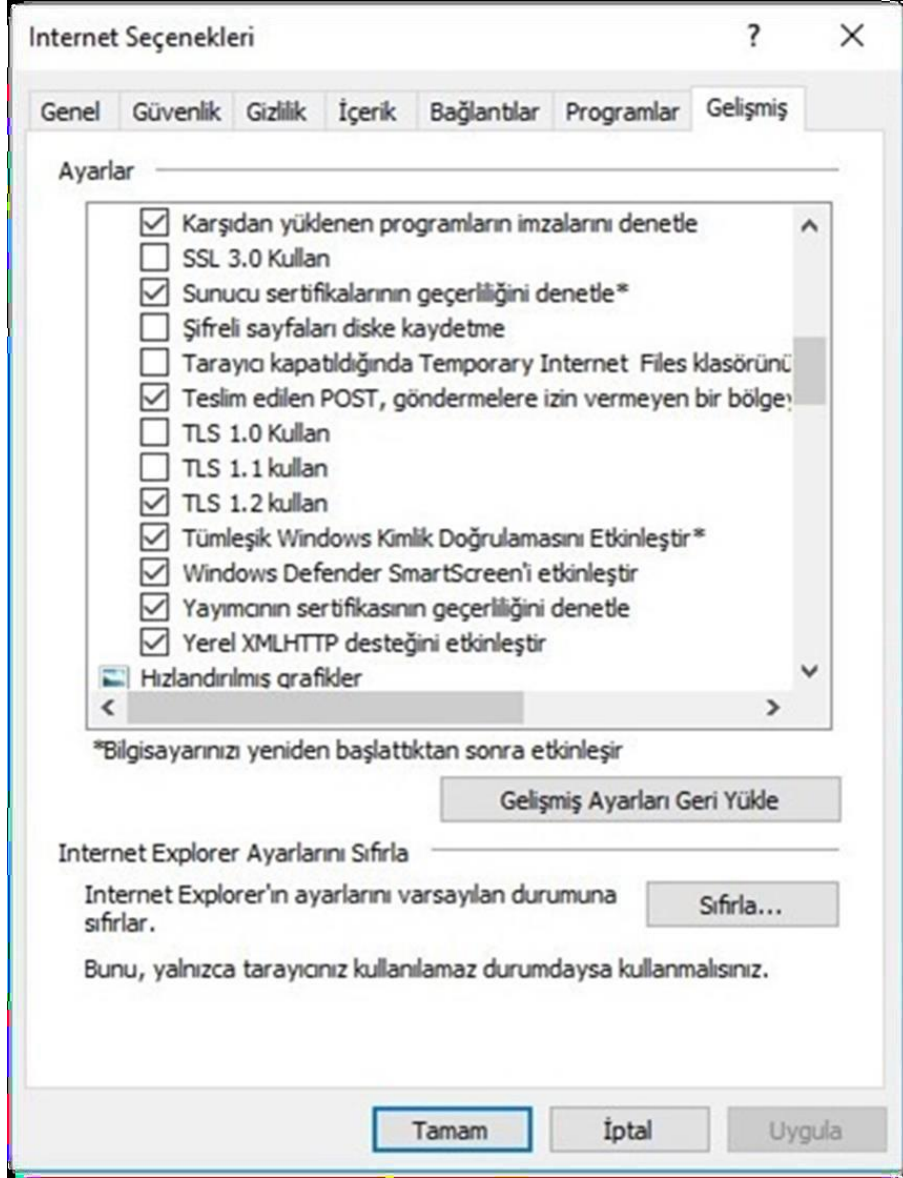 Internet Seçenekleri
Genel Güvenlik Gizlilik İçerik Bağlantılar Programlar Gelişmiş
Ayarlar
Karşıdan yüklenen programların imzalarını denetle
SSL 3.0 Kullan
Sunucu sertifikalarının geçerliliğini denetle*
Şifreli sayfaları diske kaydetme
Tarayıcı kapatıldığında Temporary Internet Files klasörünü
Teslim edilen POST, göndermelere izin vermeyen bir bölgey
TLS 1.0 Kullan
TLS 1.1 kullan
TLS 1.2 kullan
Tümleşik Windows Kimlik Doğrulamasını Etkinleştir*
Windows Defender SmartScreen'i etkinleştir
Yayımcının sertifikasının geçerliliğini denetle
Yerel XMLHTTP desteğini etkinleştir
Hızlandırılmış grafikler
*Bilgisayarınızı yeniden başlattıktan sonra etkinleşir
Gelişmiş Ayarları Geri Yükle
Internet Explorer Ayarlarını Sıfırla
Internet Explorer'ın ayarlarını varsayılan durumuna
sıfırlar.
Sıfırla...
Bunu, yalnızca tarayıcınız kullanılamaz durumdaysa kullanmalısınız.
Tamam İptal Uygula